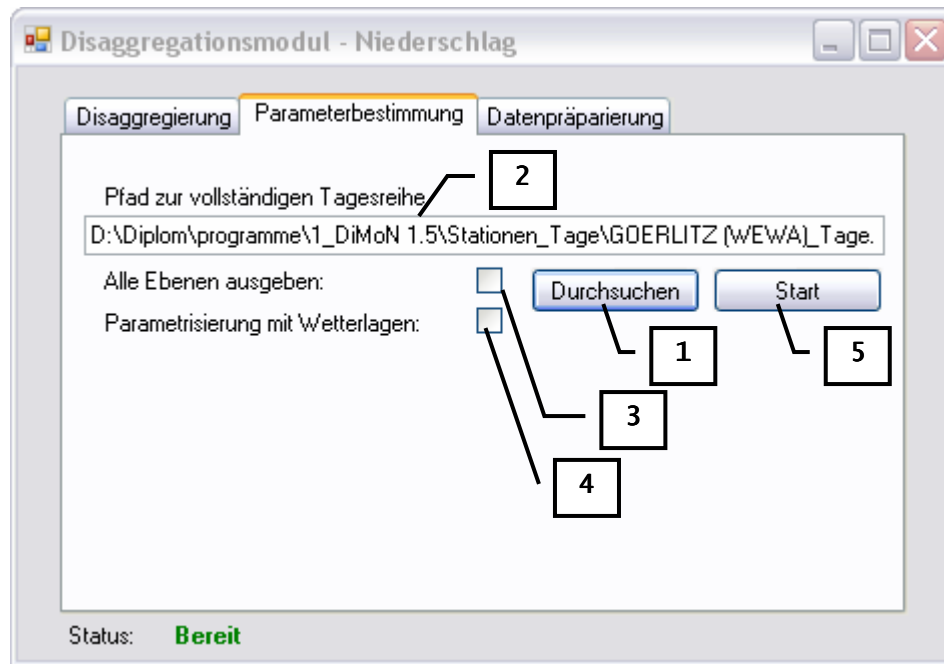 Disaggregationsmodul - Niederschlag
Disaggregierung Parameterbestimmung Datenpräparierung
2
Pfad zur vollständigen Tagesreihe
D:\Diplom\programme\1_DiMoN 1.5\Stationen_Tage\GOERLITZ (WEWA)_Tage.
Alle Ebenen ausgeben: Durchsuchen Start
Parametrisierung mit Wetterlagen:
1 5
3
4
Status: Bereit